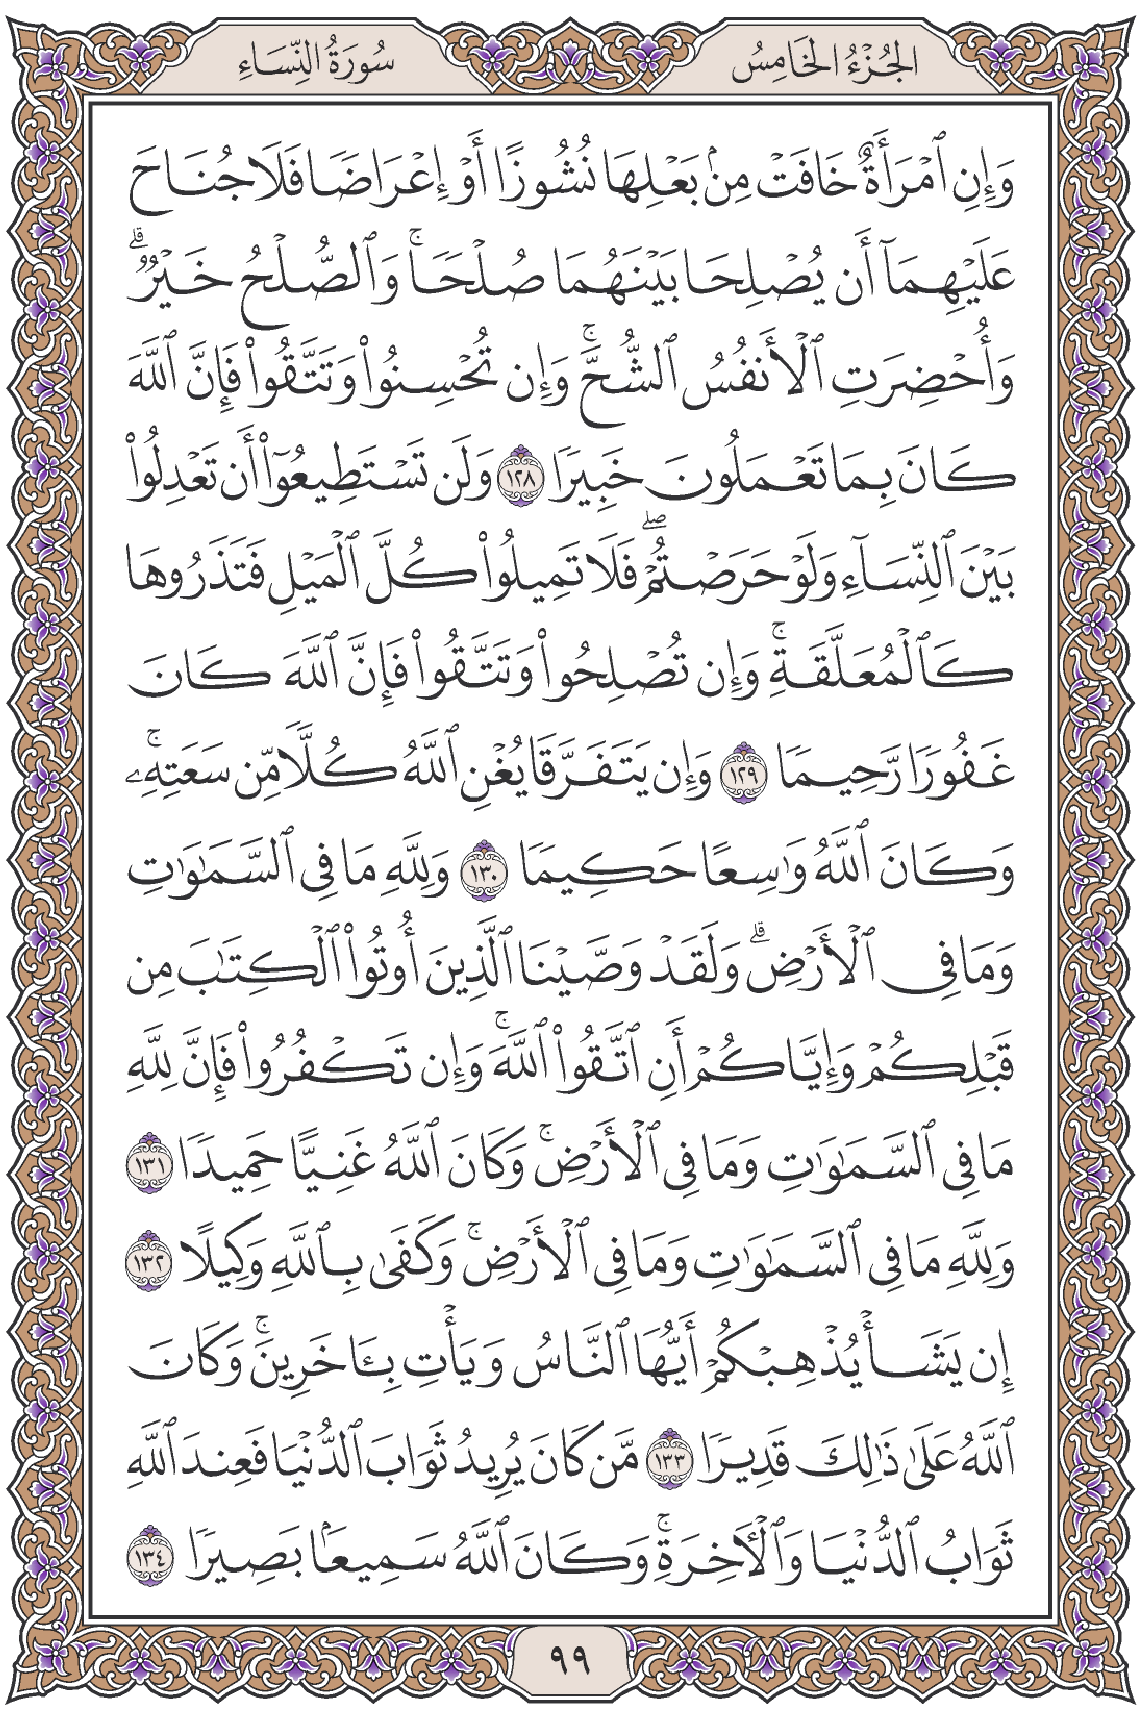 الجُزْءُ الخَامِسُ
سُورَةُ النِّسَاءِ
وَإِنِ ٱمْرَأَةٌ خَافَتْ مِنۢ بَعْلِهَا نُشُوزًا أَوْ إِعْرَاضٗا فَلَا جُنَاحَ
عَلَيْهِمَآ أَن يُصْلِحَا بَيْنَهُمَا صُلْحٗاۚ وَٱلصُّلْحُ خَيْرٞۗ
وَأُحْضِرَتِ ٱلْأَنفُسُ ٱلشُّحَّۚ وَإِن تُحْسِنُوا۟ وَتَتَّقُوا۟ فَإِنَّ ٱللَّهَ
كَانَ بِمَا تَعْمَلُونَ خَبِيرٗا ١٢٨ وَلَن تَسْتَطِيعُوٓا۟ أَن تَعْدِلُوا۟
بَيْنَ ٱلنِّسَآءِ وَلَوْ حَرَصْتُمْۖ فَلَا تَمِيلُوا۟ كُلَّ ٱلْمَيْلِ فَتَذَرُوهَا
كَٱلْمُعَلَّقَةِۚ وَإِن تُصْلِحُوا۟ وَتَتَّقُوا۟ فَإِنَّ ٱللَّهَ كَانَ
غَفُورٗا رَّحِيمٗا ١٢٩ وَإِن يَتَفَرَّقَا يُغْنِ ٱللَّهُ كُلّٗا مِّن سَعَتِهِۦۚ
وَكَانَ ٱللَّهُ وَٰسِعًا حَكِيمٗا ١٣٠ وَلِلَّهِ مَا فِى ٱلسَّمَٰوَٰتِ
وَمَا فِى ٱلْأَرْضِۗ وَلَقَدْ وَصَّيْنَا ٱلَّذِينَ أُوتُوا۟ ٱلْكِتَٰبَ مِن
قَبْلِكُمْ وَإِيَّاكُمْ أَنِ ٱتَّقُوا۟ ٱللَّهَۚ وَإِن تَكْفُرُوا۟ فَإِنَّ لِلَّهِ
مَا فِى ٱلسَّمَٰوَٰتِ وَمَا فِى ٱلْأَرْضِۚ وَكَانَ ٱللَّهُ غَنِيًّا حَمِيدٗا ١٣١
وَلِلَّهِ مَا فِى ٱلسَّمَٰوَٰتِ وَمَا فِى ٱلْأَرْضِۚ وَكَفَىٰ بِٱللَّهِ وَكِيلًا ١٣٢
إِن يَشَأْ يُذْهِبْكُمْ أَيُّهَا ٱلنَّاسُ وَيَأْتِ بِـَٔاخَرِينَۚ وَكَانَ
ٱللَّهُ عَلَىٰ ذَٰلِكَ قَدِيرٗا ١٣٣ مَّن كَانَ يُرِيدُ ثَوَابَ ٱلدُّنْيَا فَعِندَ ٱللَّهِ
ثَوَابُ ٱلدُّنْيَا وَٱلْـَٔاخِرَةِۚ وَكَانَ ٱللَّهُ سَمِيعَۢا بَصِيرٗا ١٣٤
٩٩